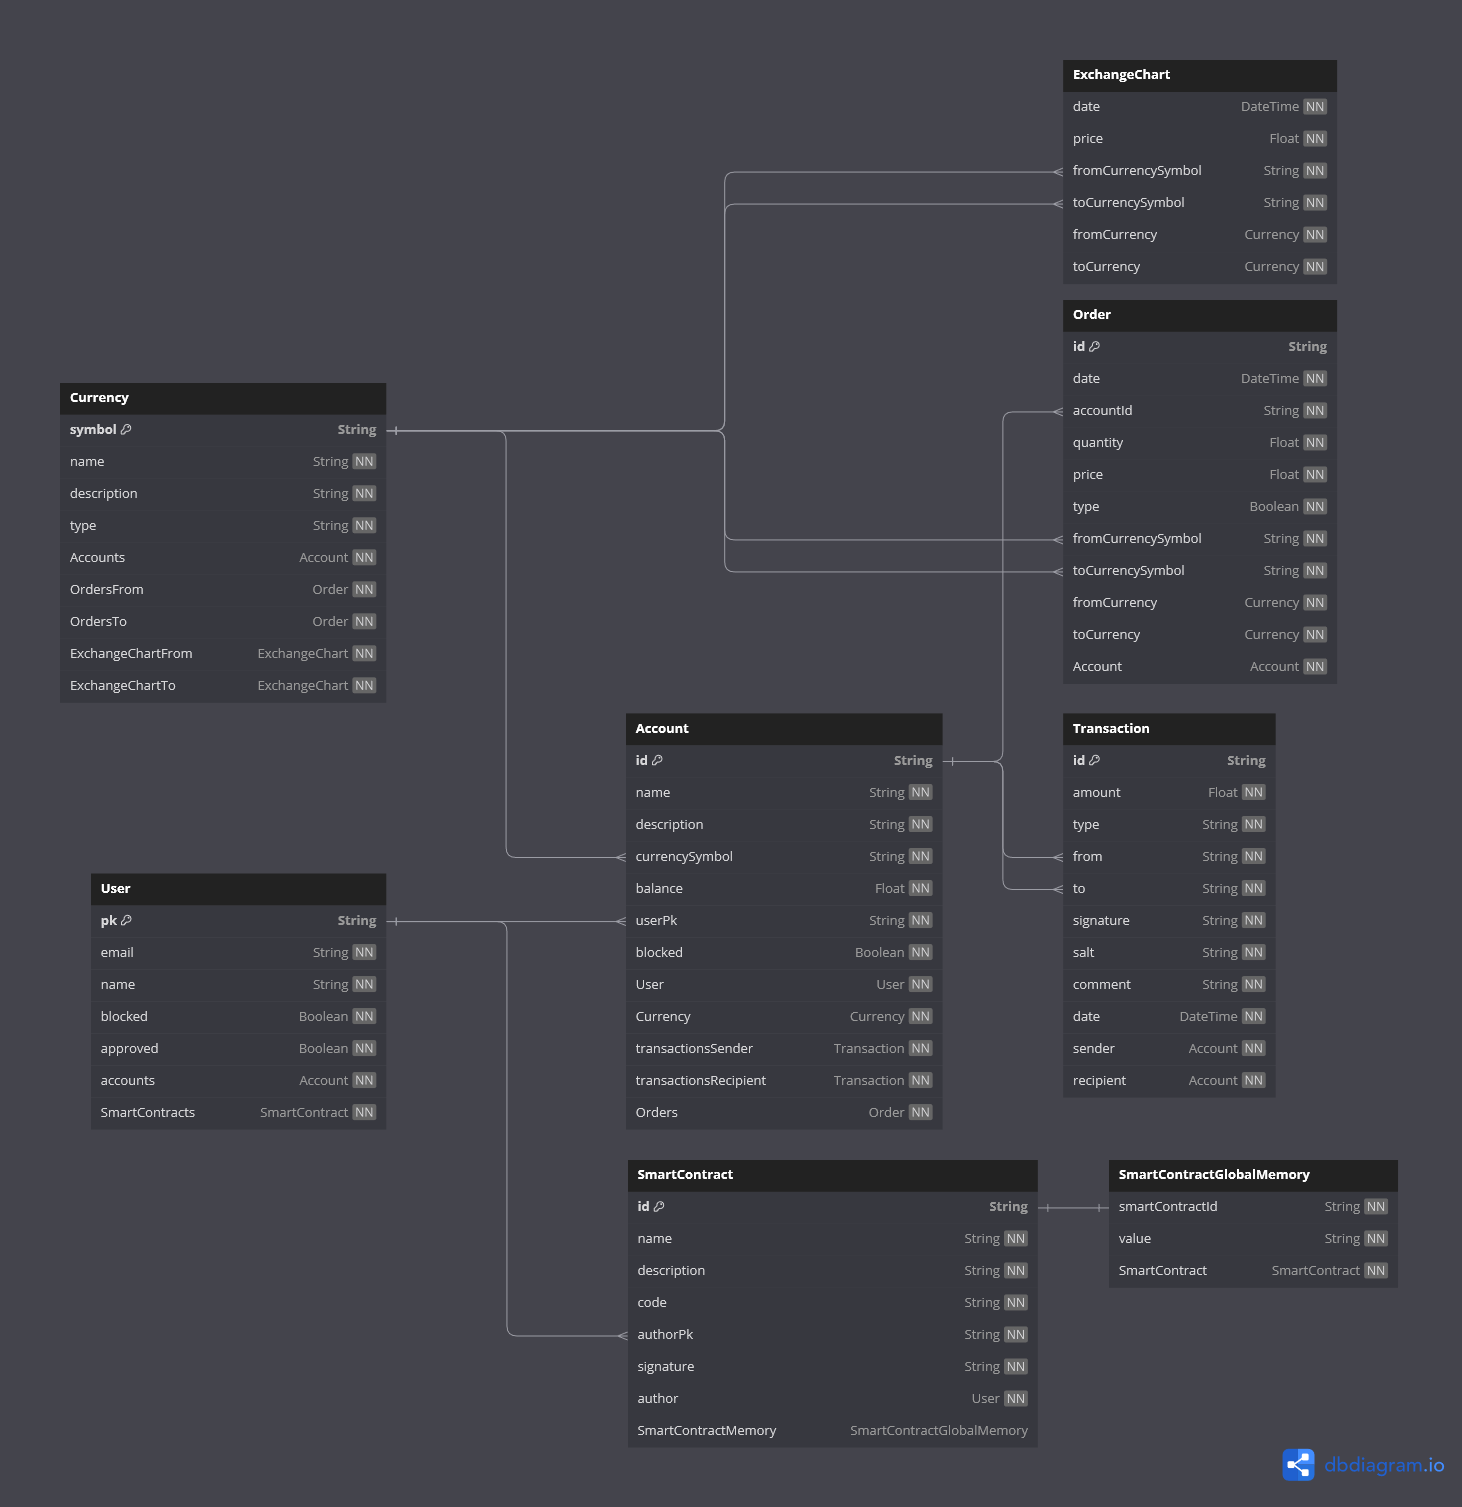 ExchangeChart
date DateTime NN
price Float NN
fromCurrencySymbol String NN
toCurrencySymbol String NN
fromCurrency Currency NN
toCurrency Currency NN
Order
id String
date DateTime NN
accountId String NN
quantity Float NN
price Float NN
type Boolean NN
fromCurrencySymbol String NN
toCurrencySymbol String NN
fromCurrency Currency NN
toCurrency Currency NN
Account Account NN
Currency
symbol String
name String NN
description String NN
type String NN
Accounts Account NN
OrdersFrom Order NN
OrdersTo Order NN
ExchangeChartFrom ExchangeChart NN
ExchangeChartTo ExchangeChart NN
Account
id String
name String NN
description String NN
currencySymbol String NN
balance Float NN
userPk String NN
blocked Boolean NN
User User NN
Currency Currency NN
transactionsSender Transaction NN
transactionsRecipient Transaction NN
Orders Order NN
Transaction
id String
amount Float NN
type String NN
from String NN
to String NN
signature String NN
salt String NN
comment String NN
date DateTime NN
sender Account NN
recipient Account NN
User
pk String
email String NN
name String NN
blocked Boolean NN
approved Boolean NN
accounts Account NN
SmartContracts SmartContract NN
SmartContract
id String
name String NN
description String NN
code String NN
authorPk String NN
signature String NN
author User NN
SmartContractMemory SmartContractGlobalMemory
SmartContractGlobalMemory
smartContractId String NN
value String NN
SmartContract SmartContract NN
dbdiagram.io